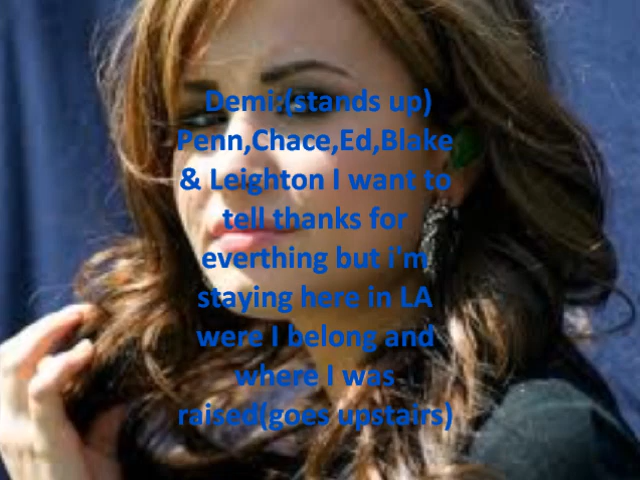 Demi:(stands up)
Penn,Chace,Ed,Blake
& Leighton I want to
tell thanks for
everthing but i'm
staying here in LA
were I belong and
where I was
raised(goes upstairs)